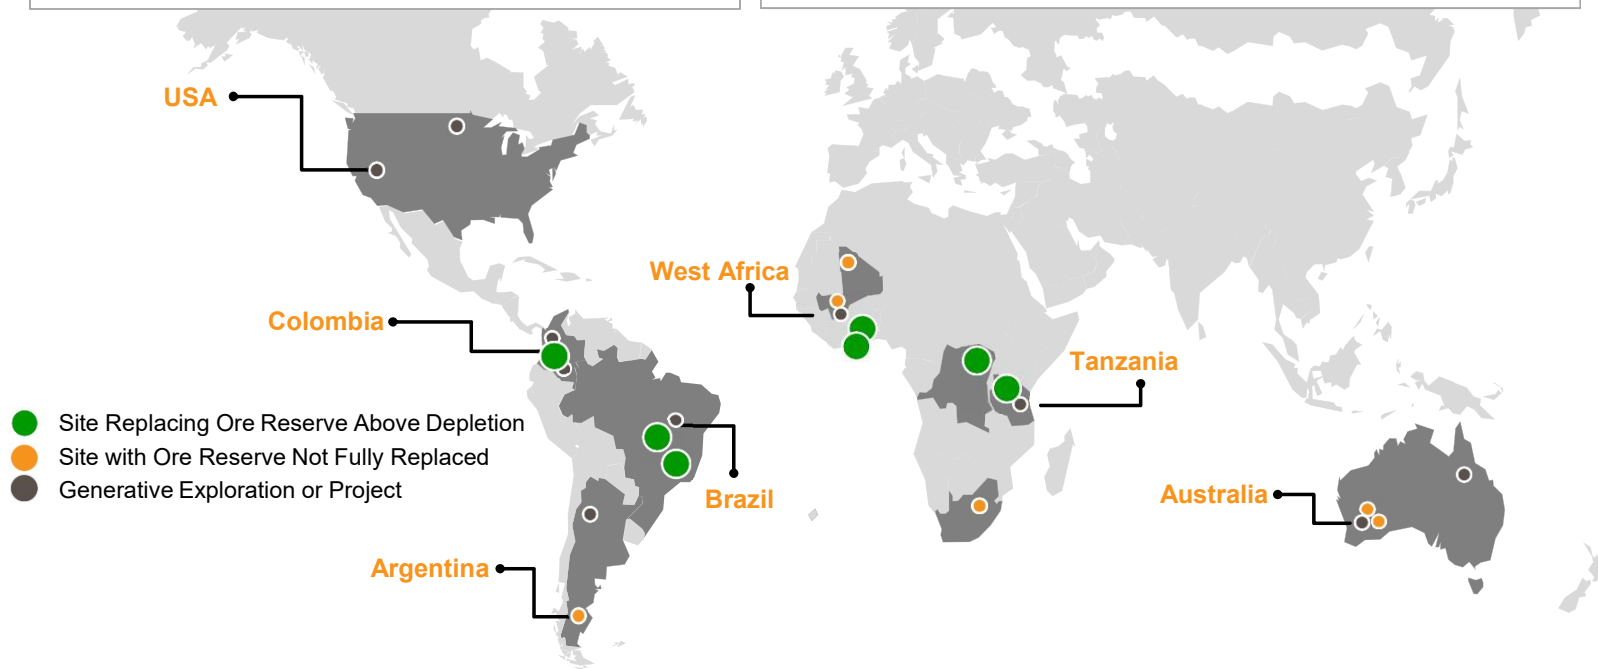 USA
West Africa
Colombia
Tanzania
Site Replacing Ore Reserve Above Depletion
Site with Ore Reserve Not Fully Replaced
Generative Exploration or Project
Brazil
Australia
Argentina